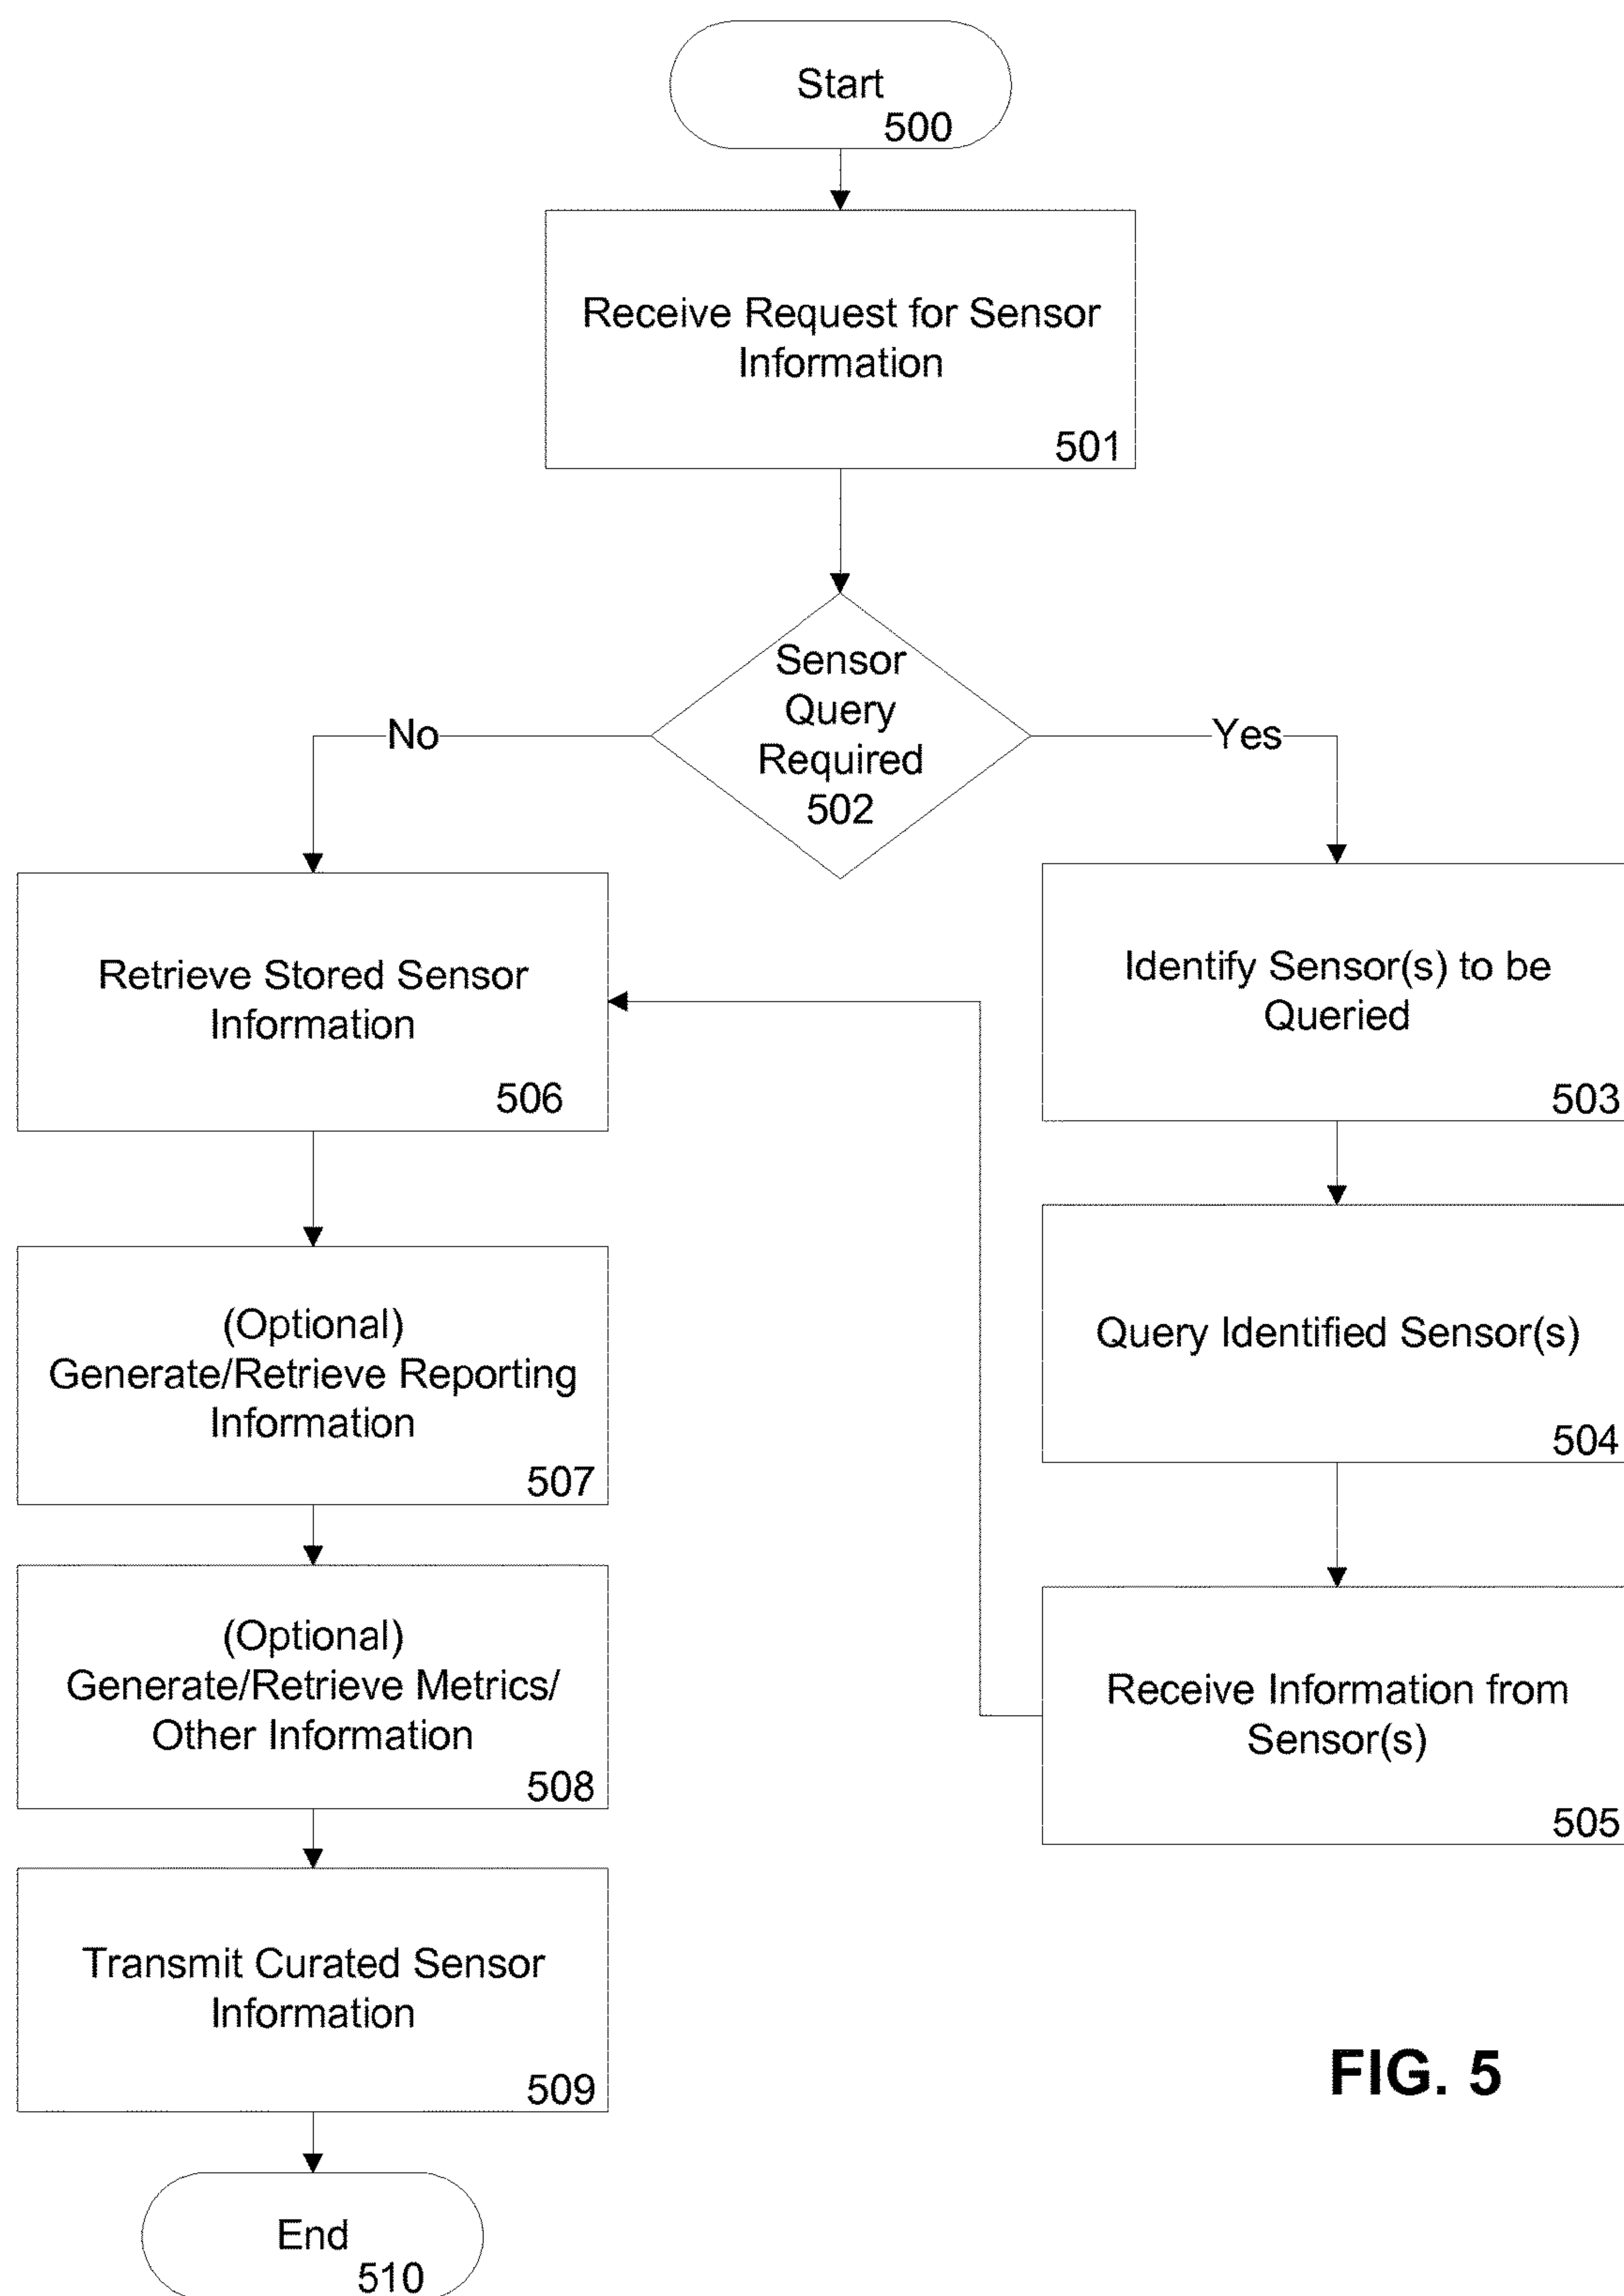 Start
500
Receive Request for Sensor
Information
501
Sensor
Query
Required
502
No
Yes
Retrieve Stored Sensor
Information
506
Identify Sensor(s) to be
Queried
503
(Optional)
Generate/Retrieve Reporting
Information
507
Query Identified Sensor(s)
504
(Optional)
Generate/Retrieve Metrics/
Other Information
508
Receive Information from
Sensor(s)
505
Transmit Curated Sensor
Information
509
End
510
FIG. 5